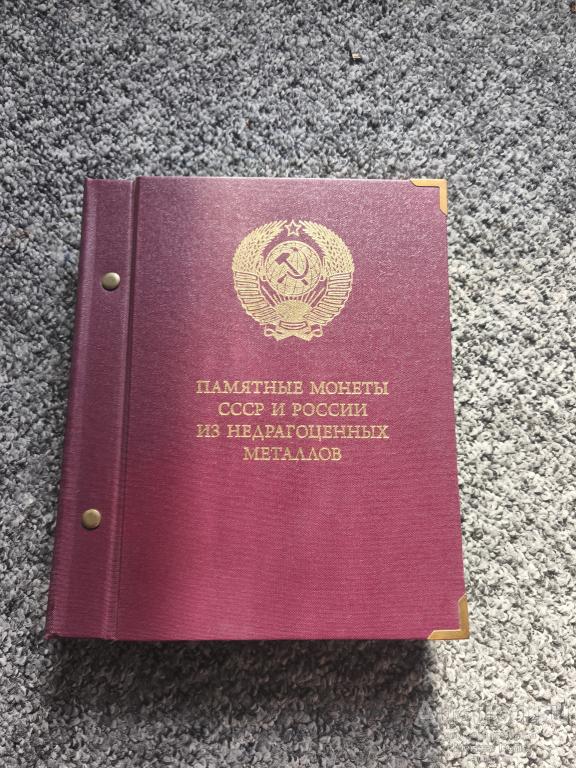 ПАМЯТНЫЕ МОНЕТЫ
СССР И РОССИИ
ИЗ НЕДРАГОЦЕННЫХ
МЕТАЛЛОВ